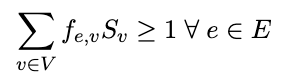 ∑_{v∈V} f_{e,v} S_v ≥ 1 ∀ e ∈ E